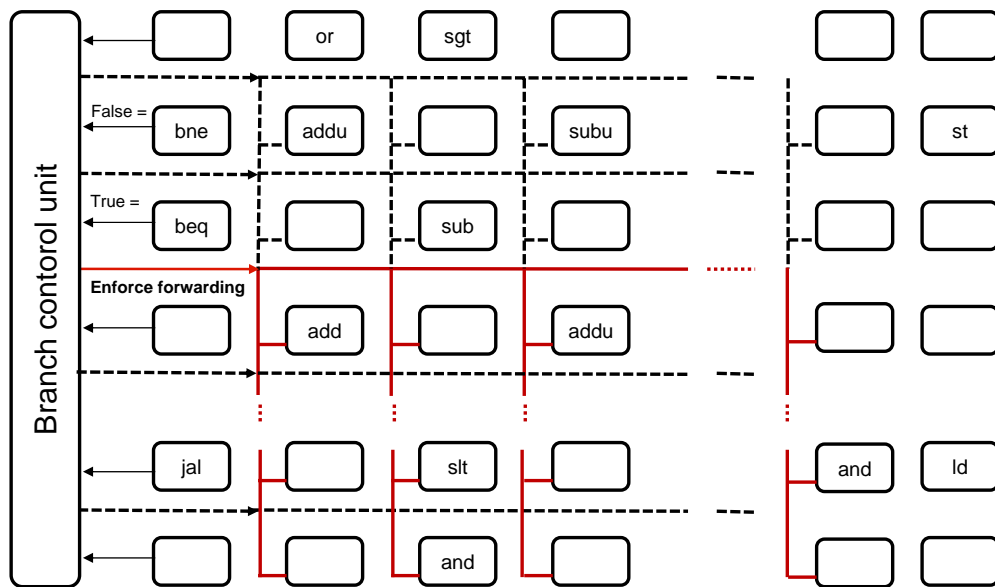 Branch contorol unit
or
sgt
False =
bne
addu
subu
st
True =
beq
sub
Enforce forwarding
add
addu
jal
slt
and
ld
and